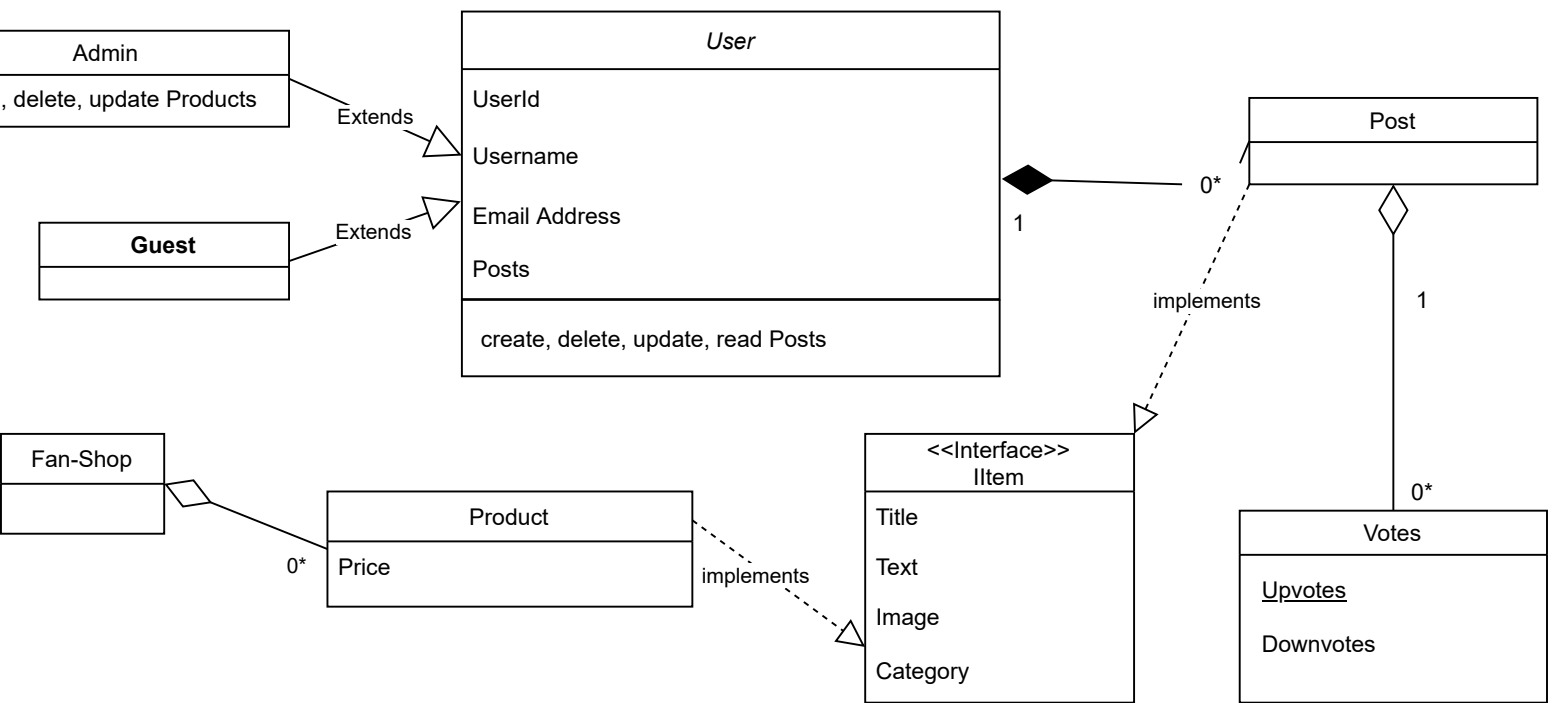 Admin
, delete, update Products
Extends
Guest
Extends
User
UserId
Username
Email Address
Posts
create, delete, update, read Posts
1
0*
Post
implements
1
0*
Fan-Shop
0*
Product
Price
implements
<<Interface>>
IItem
Title
Text
Image
Category
Votes
Upvotes
Downvotes